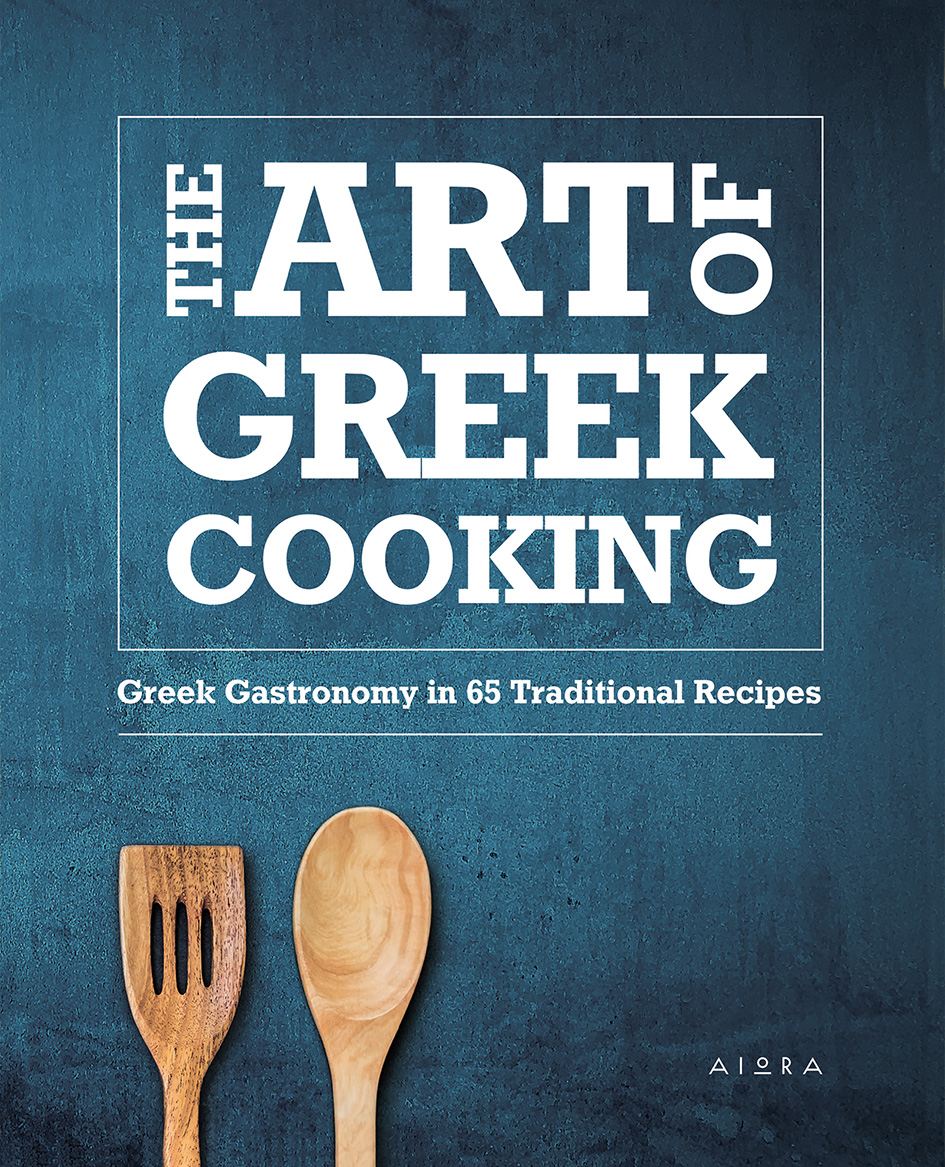 THE ART OF
GREEK
COOKING
Greek Gastronomy in 65 Traditional Recipes
AIORA